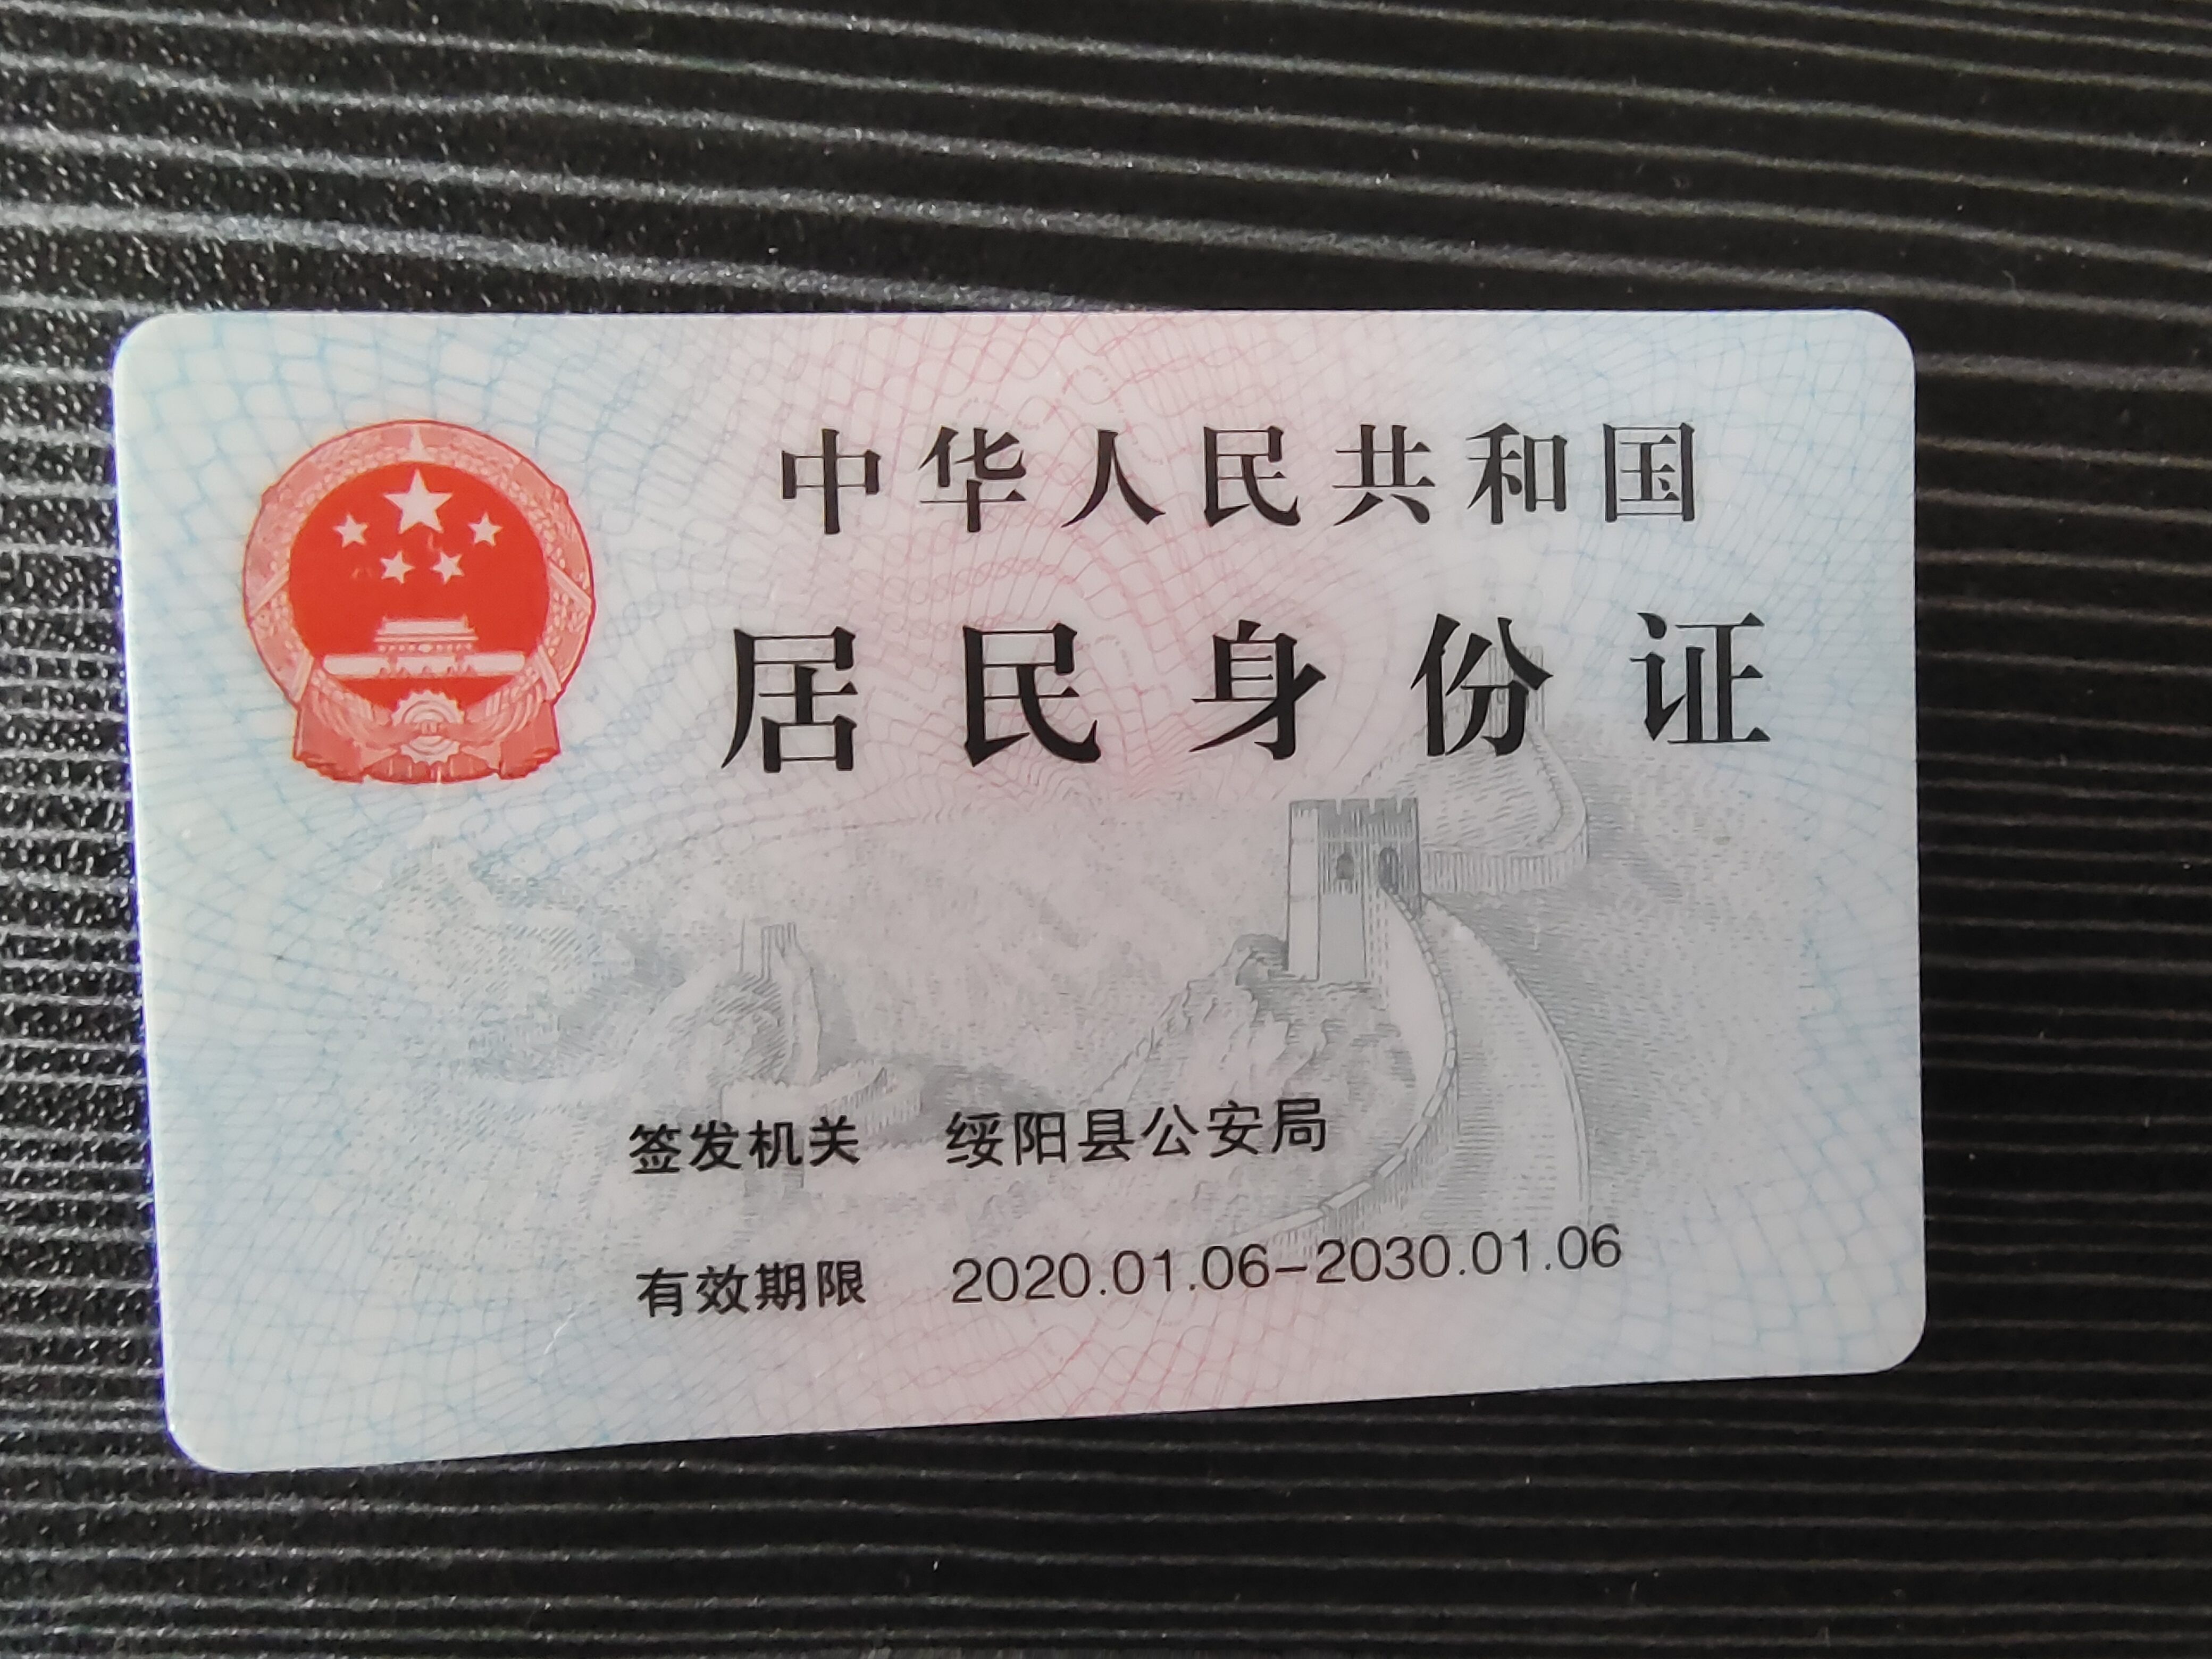 中华人民共和国
居民身份证
签发机关 绥阳县公安局
有效期限 2020.01.06-2030.01.06